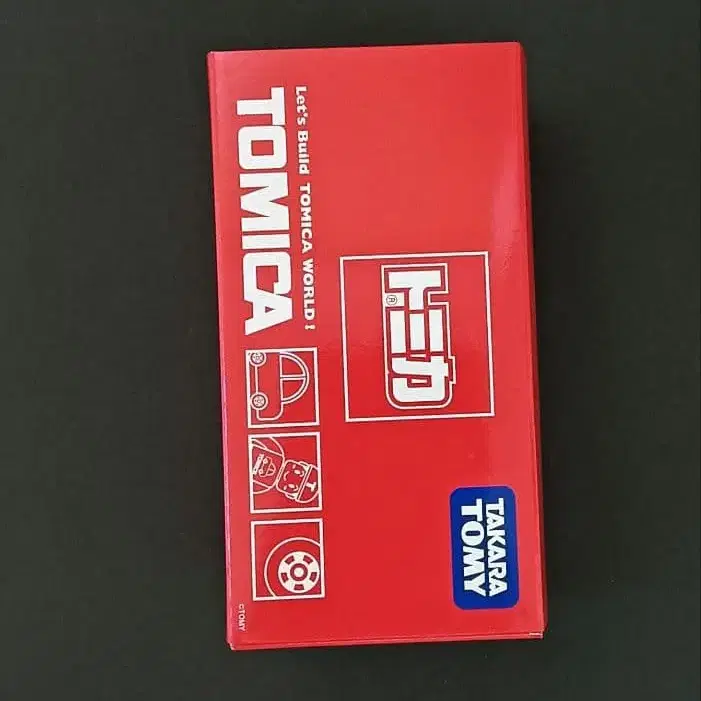 TAKARA
TOMY
トミカ
®
Let's Build TOMICA WORLD!
TOMICA
©TOMY